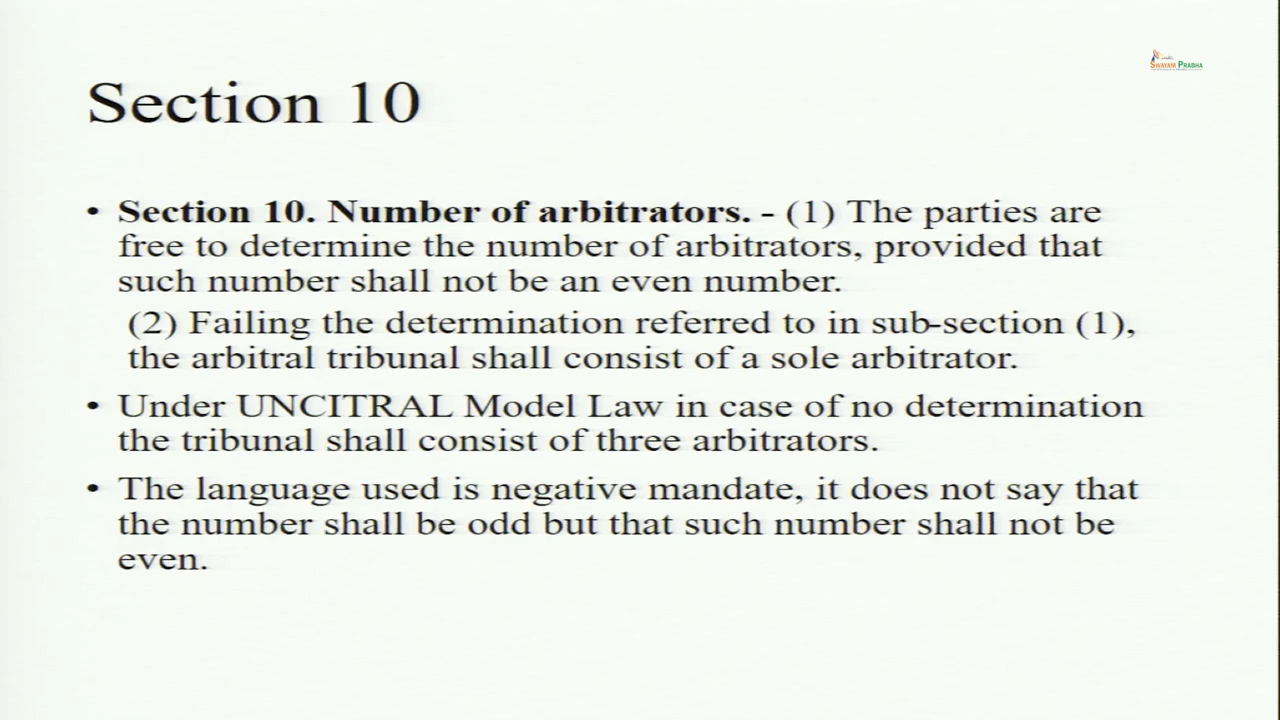 SWAYAM PRABHA
Section 10
• Section 10. Number of arbitrators. - (1) The parties are
free to determine the number of arbitrators, provided that
such number shall not be an even number.
(2) Failing the determination referred to in sub-section (1),
the arbitral tribunal shall consist of a sole arbitrator.
• Under UNCITRAL Model Law in case of no determination
the tribunal shall consist of three arbitrators.
• The language used is negative mandate, it does not say that
the number shall be odd but that such number shall not be
even.